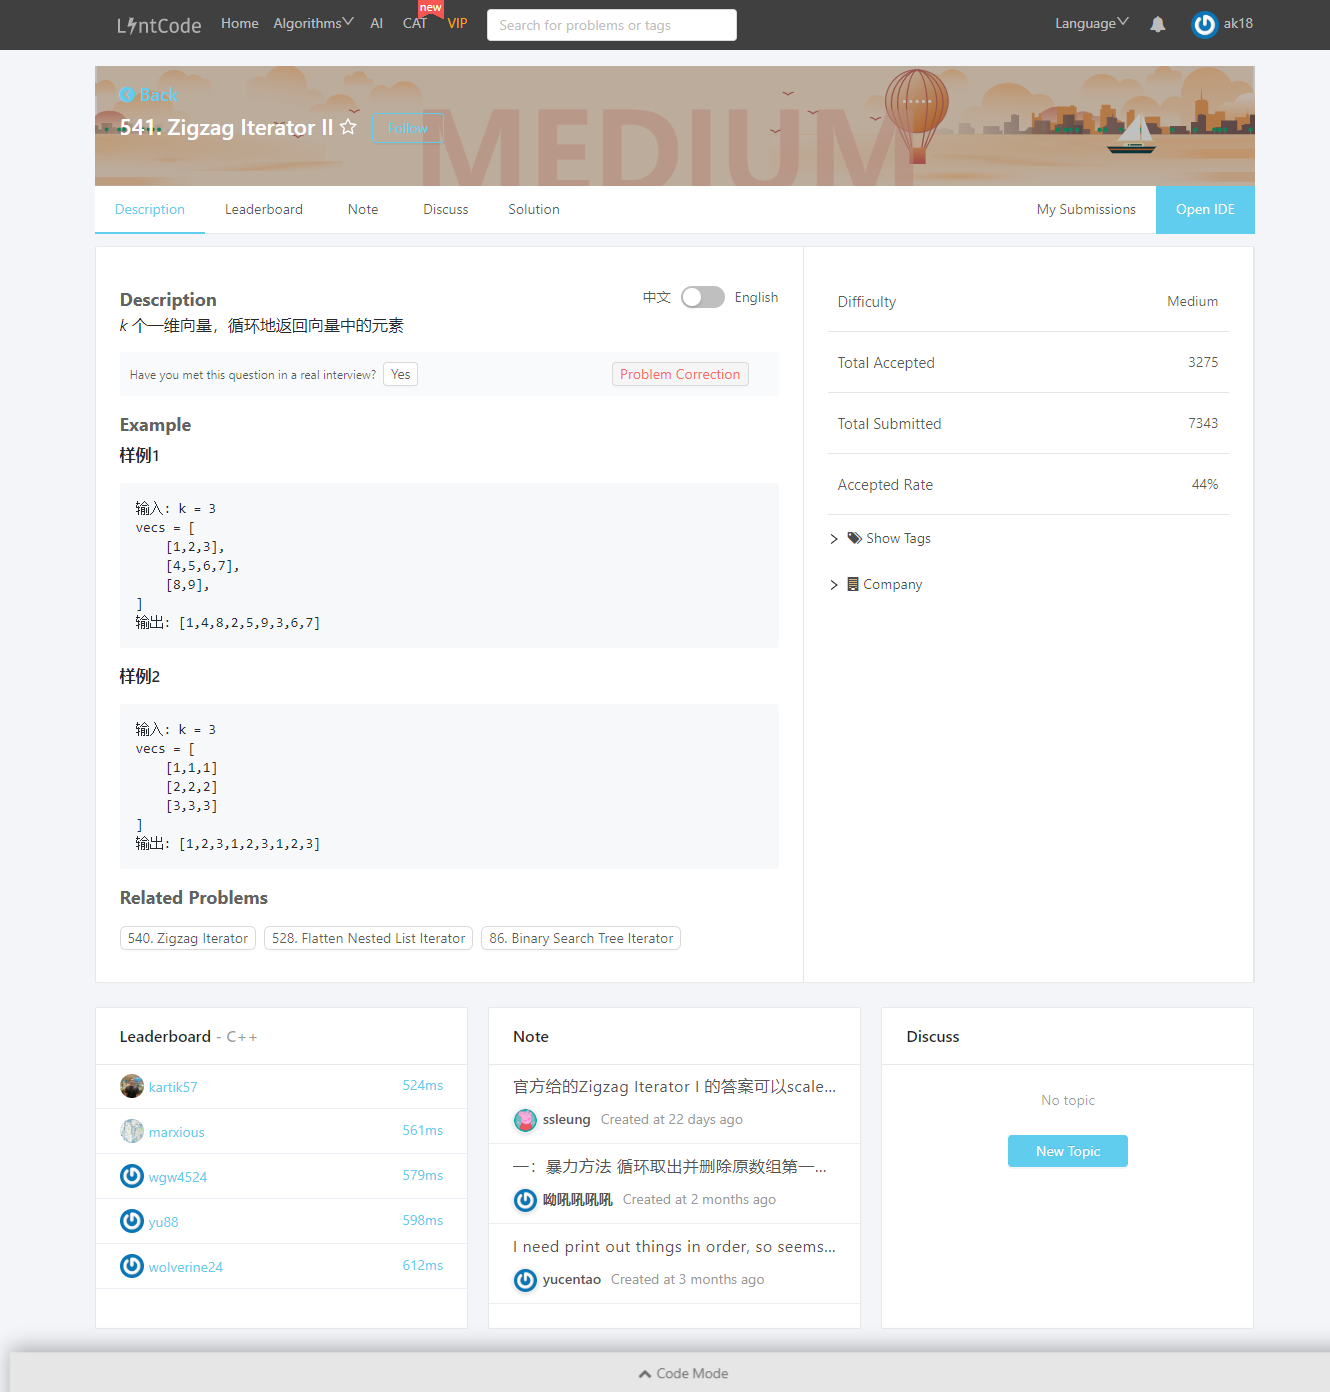 LintCode Home Algorithms AI CAT new VIP Search for problems or tags Language ak18
Back
541. Zigzag Iterator II Follow
MEDIUM
Description Leaderboard Note Discuss Solution My Submissions Open IDE
Description 中文 English
k 个一维向量，循环地返回向量中的元素
Have you met this question in a real interview? Yes Problem Correction
Example
样例1
输入: k = 3
vecs = [
    [1,2,3],
    [4,5,6,7],
    [8,9],
]
输出: [1,4,8,2,5,9,3,6,7]
样例2
输入: k = 3
vecs = [
    [1,1,1]
    [2,2,2]
    [3,3,3]
]
输出: [1,2,3,1,2,3,1,2,3]
Related Problems
540. Zigzag Iterator 528. Flatten Nested List Iterator 86. Binary Search Tree Iterator
Difficulty Medium
Total Accepted 3275
Total Submitted 7343
Accepted Rate 44%
Show Tags
Company
Leaderboard - C++
kartik57 524ms
marxious 561ms
wgw4524 579ms
yu88 598ms
wolverine24 612ms
Note
官方给的Zigzag Iterator I 的答案可以scale...
ssleung Created at 22 days ago
一：暴力方法 循环取出并删除原数组第一...
呦吼吼吼吼 Created at 2 months ago
I need print out things in order, so seems...
yucentao Created at 3 months ago
Discuss
No topic
New Topic
Code Mode